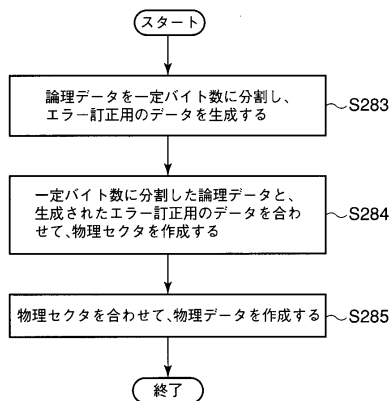 スタート
論理データを一定バイト数に分割し、
エラー訂正用のデータを生成する
S283
一定バイト数に分割した論理データと、
生成されたエラー訂正用のデータを合わ
せて、物理セクタを作成する
S284
物理セクタを合わせて、物理データを作成する
S285
終了